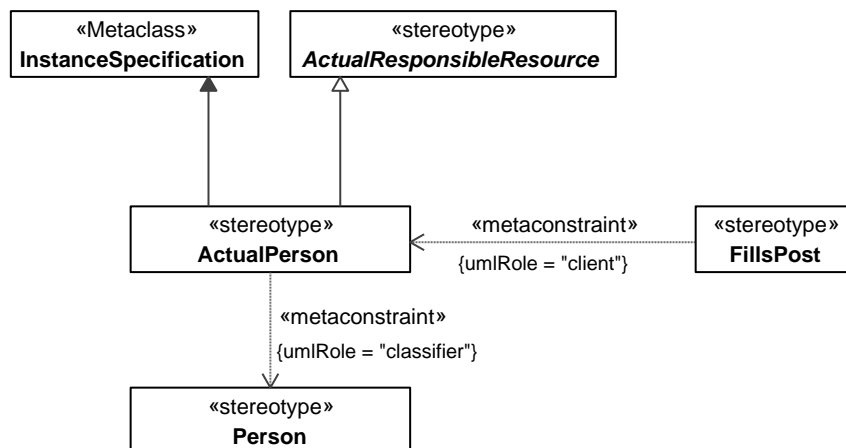 «Metaclass»
InstanceSpecification
«stereotype»
ActualResponsibleResource
«stereotype»
ActualPerson
«metaconstraint»
{umlRole = "client"}
«stereotype»
FillsPost
«metaconstraint»
{umlRole = "classifier"}
«stereotype»
Person